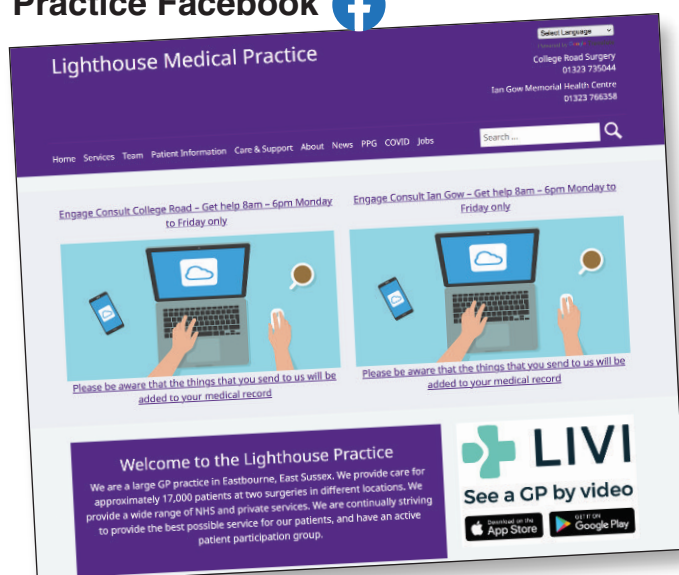 Practice Facebook
Lighthouse Medical Practice
Select Language
Powered by
College Road Surgery
01323 735044
Ian Gow Memorial Health Centre
01323 766358
Home Services Team Patient Information Care & Support About News PPG COVID Jobs
Search ...
Engage Consult College Road – Get help 8am – 6pm Monday
to Friday only
Engage Consult Ian Gow – Get help 8am – 6pm Monday to
Friday only
Please be aware that the things that you send to us will be
added to your medical record
Please be aware that the things that you send to us will be
added to your medical record
Welcome to the Lighthouse Practice
We are a large GP practice in Eastbourne, East Sussex. We provide care for
approximately 17,000 patients at two surgeries in different locations. We
provide a wide range of NHS and private services. We are continually striving
to provide the best possible service for our patients, and have an active
patient participation group.
LIVI
See a GP by video
Download on the
App Store
GET IT ON
Google Play